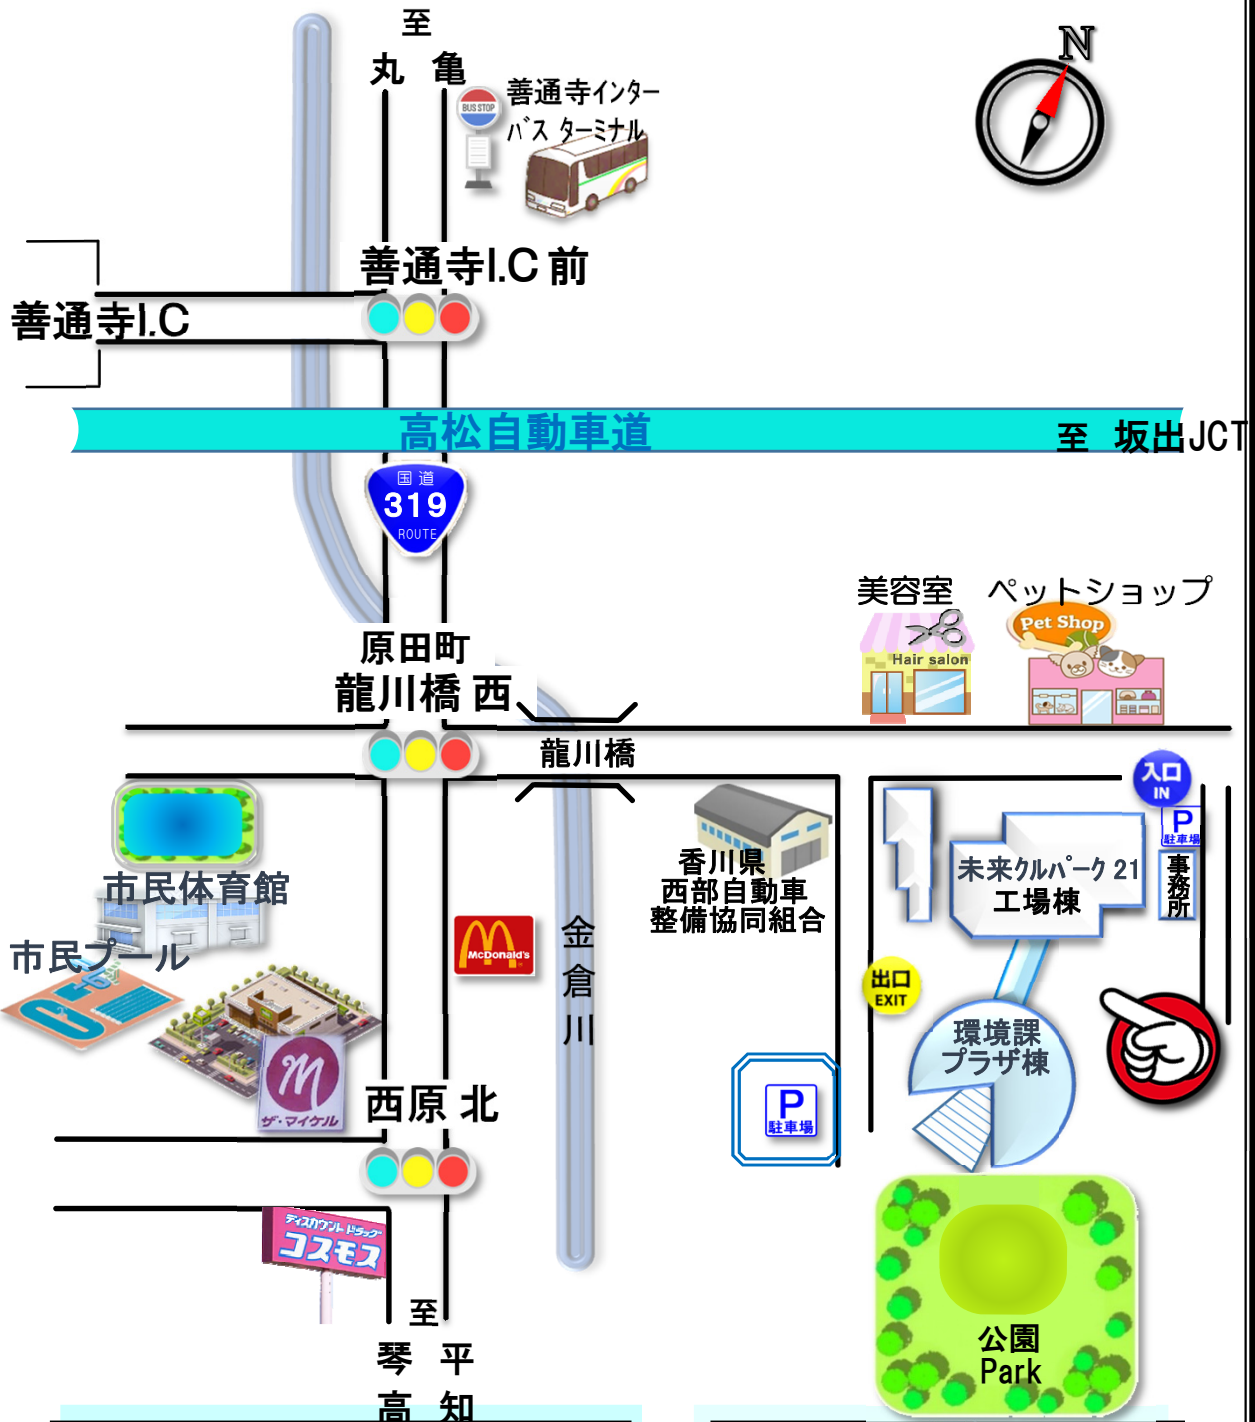 至
丸 亀
N
BUS STOP
善通寺インター
バス ターミナル
善通寺I.C 前
善通寺I.C
高松自動車道
至 坂出JCT
国道
319
ROUTE
美容室
ペットショップ
Pet Shop
Hair salon
原田町
龍川橋 西
龍川橋
入口
IN
P
駐車場
香川県
西部自動車
整備協同組合
未来クルパーク 21
工場棟
事務所
市民体育館
市民プール
McDonald's
金倉川
出口
EXIT
環境課
プラザ棟
M
ザ・マイケル
西原 北
P
駐車場
ディスカウント ドラッグ
コスモス
至
琴 平
高 知
公園
Park